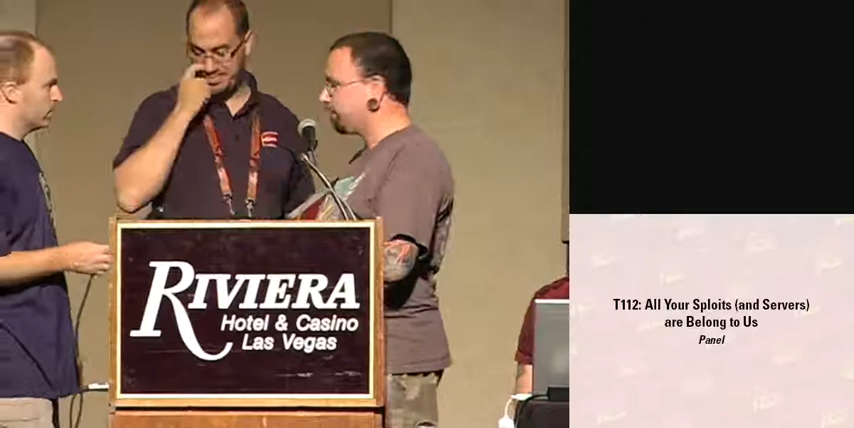 RIVIERA
Hotel & Casino
Las Vegas
T112: All Your Sploits (and Servers)
are Belong to Us
Panel